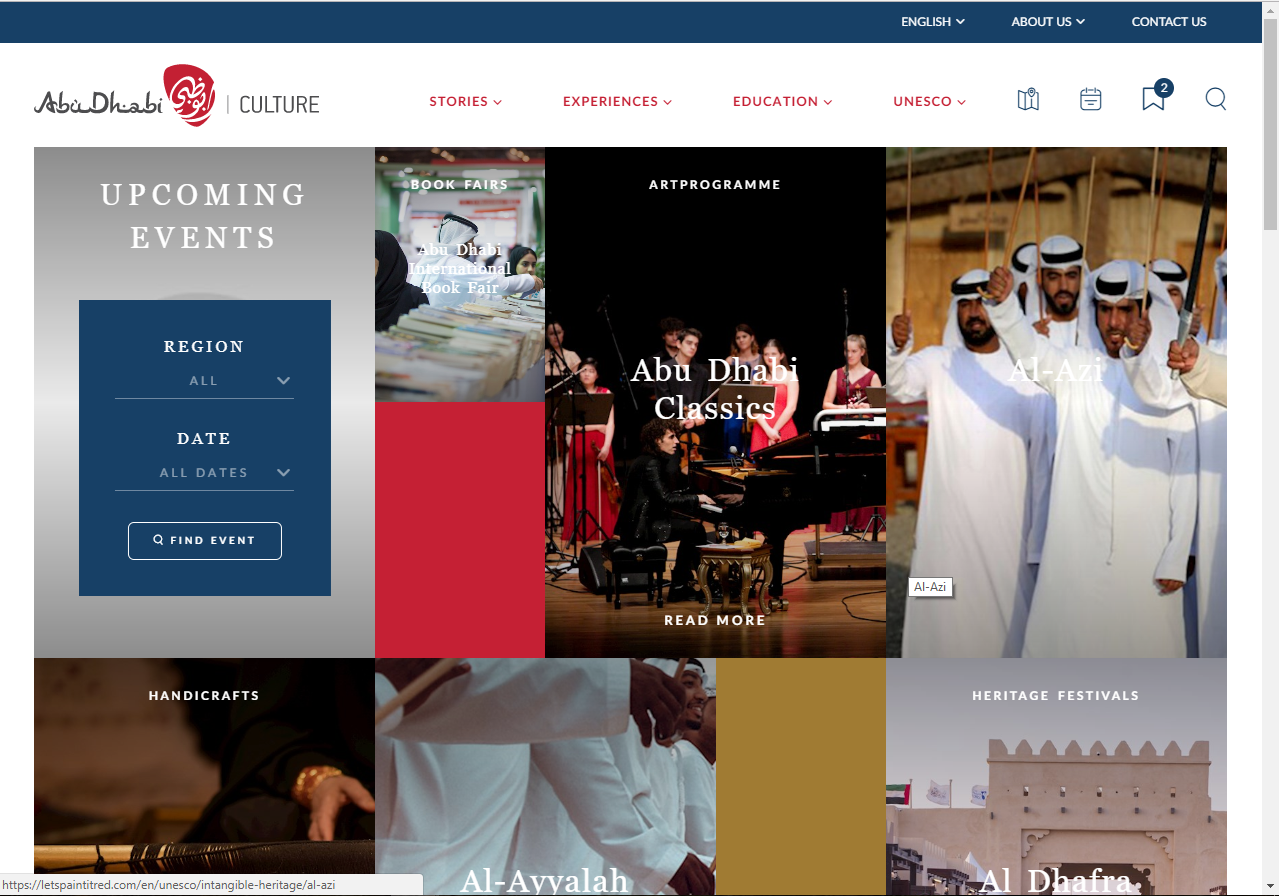 ENGLISH
ABOUT US
CONTACT US
AbuDhabi أبوظبي | CULTURE
STORIES
EXPERIENCES
EDUCATION
UNESCO
2
UPCOMING
EVENTS
REGION
ALL
DATE
ALL DATES
FIND EVENT
BOOK FAIRS
Abu Dhabi
International
Book Fair
ARTPROGRAMME
Abu Dhabi
Classics
READ MORE
Al-Azi
Al-Azi
HANDICRAFTS
Al-Ayyalah
HERITAGE FESTIVALS
Al Dhafra
https://letspaintitred.com/en/unesco/intangible-heritage/al-azi